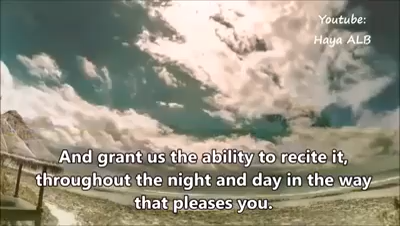 Youtube:
Haya ALB
And grant us the ability to recite it,
throughout the night and day in the way
that pleases you.